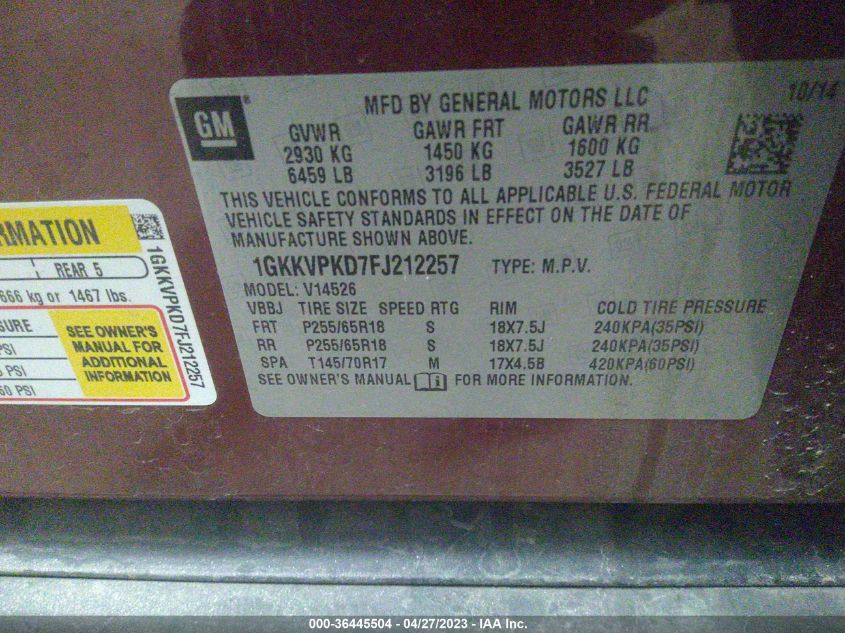 GM ®
MFD BY GENERAL MOTORS LLC 10/14
GVWR GAWR FRT GAWR RR
2930 KG 1450 KG 1600 KG
6459 LB 3196 LB 3527 LB
THIS VEHICLE CONFORMS TO ALL APPLICABLE U.S. FEDERAL MOTOR
VEHICLE SAFETY STANDARDS IN EFFECT ON THE DATE OF
MANUFACTURE SHOWN ABOVE.
1GKKVPKD7FJ212257 TYPE: M.P.V.
MODEL: V14526
VBBJ TIRE SIZE SPEED RTG RIM COLD TIRE PRESSURE
FRT P255/65R18 S 18X7.5J 240KPA(35PSI)
RR P255/65R18 S 18X7.5J 240KPA(35PSI)
SPA T145/70R17 M 17X4.5B 420KPA(60PSI)
SEE OWNER'S MANUAL i FOR MORE INFORMATION.
RMATION
REAR 5
666 kg or 1467 lbs.
SURE
PSI
PSI
60 PSI
SEE OWNER'S
MANUAL FOR
ADDITIONAL
INFORMATION
1GKKVPKD7FJ212257
000-36445504 - 04/27/2023 - IAA Inc.